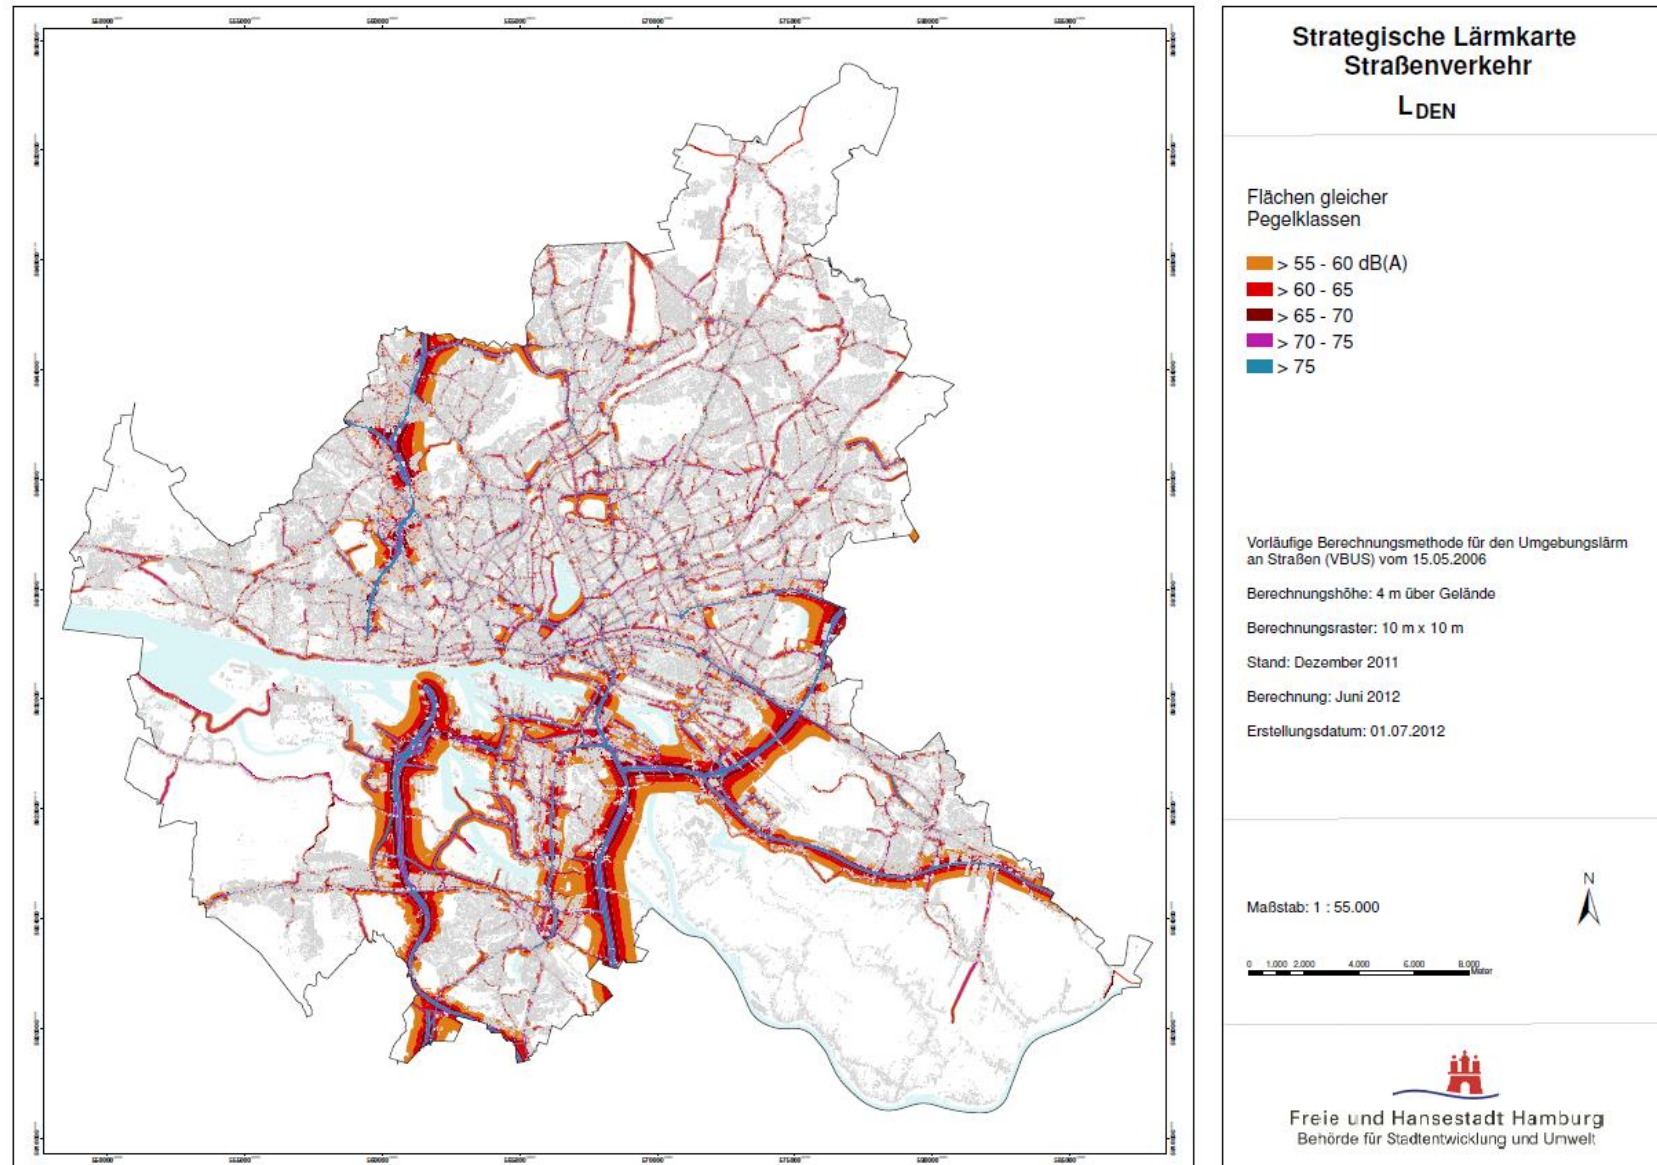 Strategische Lärmkarte
Straßenverkehr
LDEN
Flächen gleicher
Pegelklassen
> 55 - 60 dB(A)
> 60 - 65
> 65 - 70
> 70 - 75
> 75
Vorläufige Berechnungsmethode für den Umgebungslärm
an Straßen (VBUS) vom 15.05.2006
Berechnungshöhe: 4 m über Gelände
Berechnungsraster: 10 m x 10 m
Stand: Dezember 2011
Berechnung: Juni 2012
Erstellungsdatum: 01.07.2012
N
Maßstab: 1 : 55.000
0 1.000 2.000 4.000 6.000 8.000
Meter
Freie und Hansestadt Hamburg
Behörde für Stadtentwicklung und Umwelt